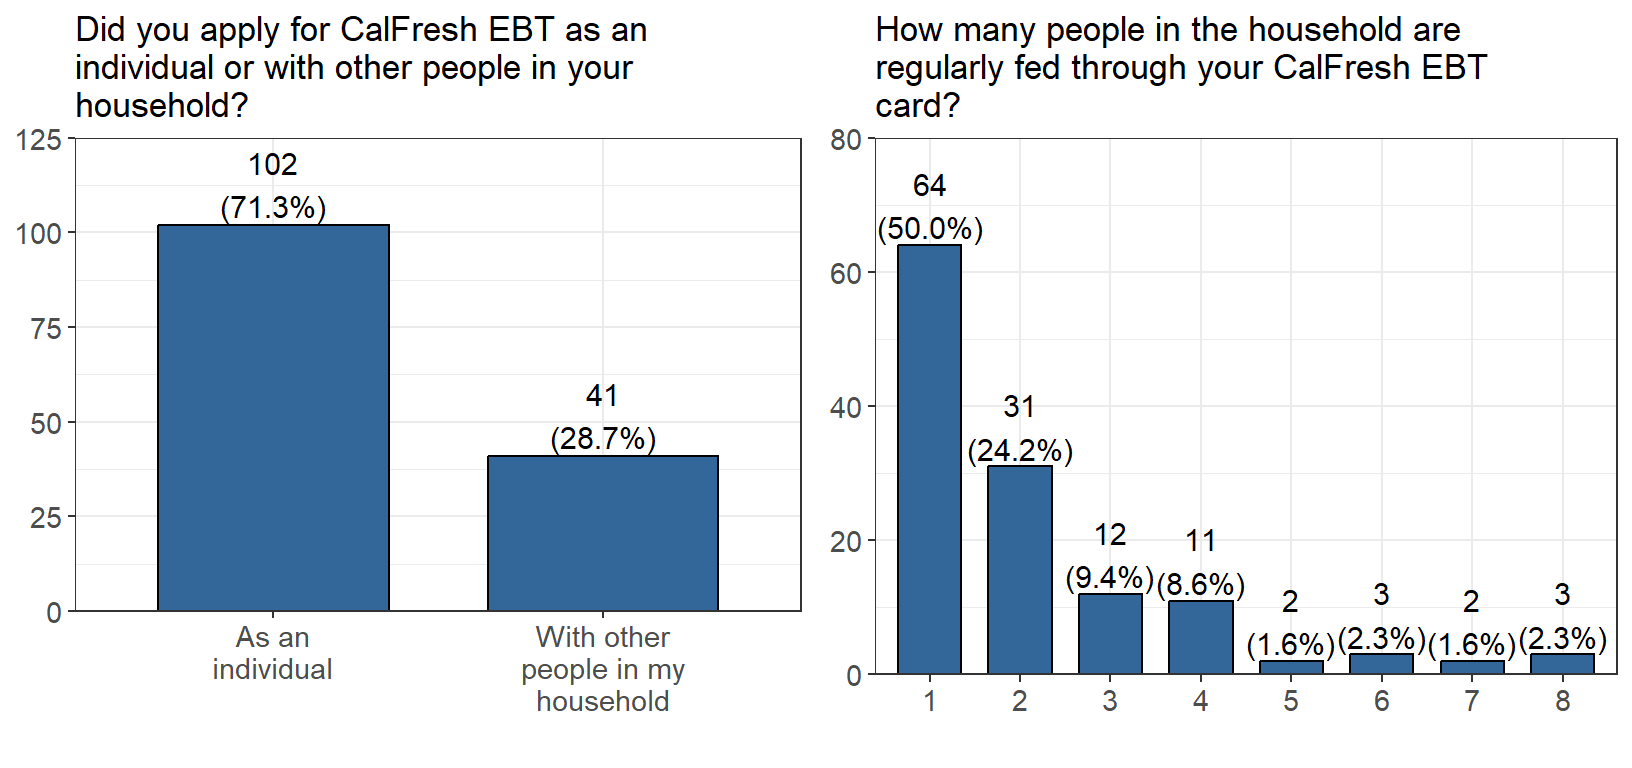 Did you apply for CalFresh EBT as an
individual or with other people in your
household?
125
100
75
50
25
0
102
(71.3%)
41
(28.7%)
As an
individual
With other
people in my
household
How many people in the household are
regularly fed through your CalFresh EBT
card?
80
60
40
20
0
64
(50.0%)
31
(24.2%)
12
(9.4%)
11
(8.6%)
2
(1.6%)
3
(2.3%)
2
(1.6%)
3
(2.3%)
1 2 3 4 5 6 7 8